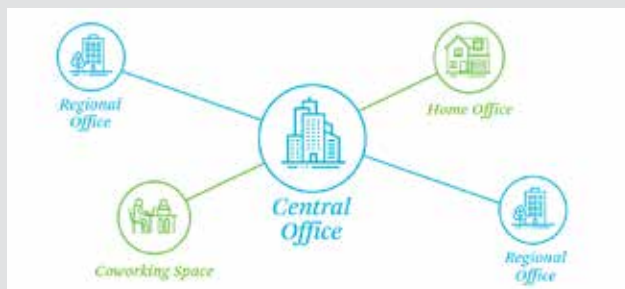 Regional
Office
Home Office
Central
Office
Coworking Space
Regional
Office